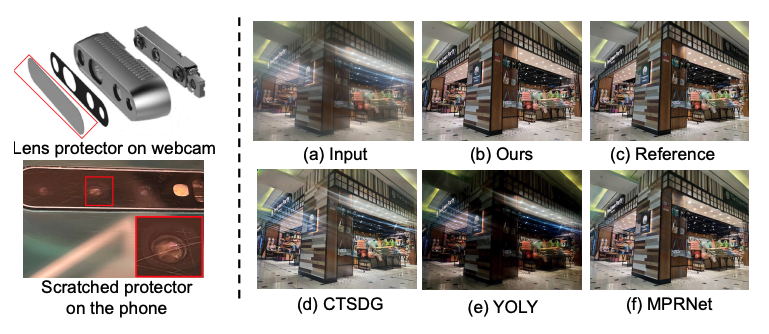 Lens protector on webcam
Scratched protector
on the phone
(a) Input
(b) Ours
(c) Reference
(d) CTSDG
(e) YOLY
(f) MPRNet